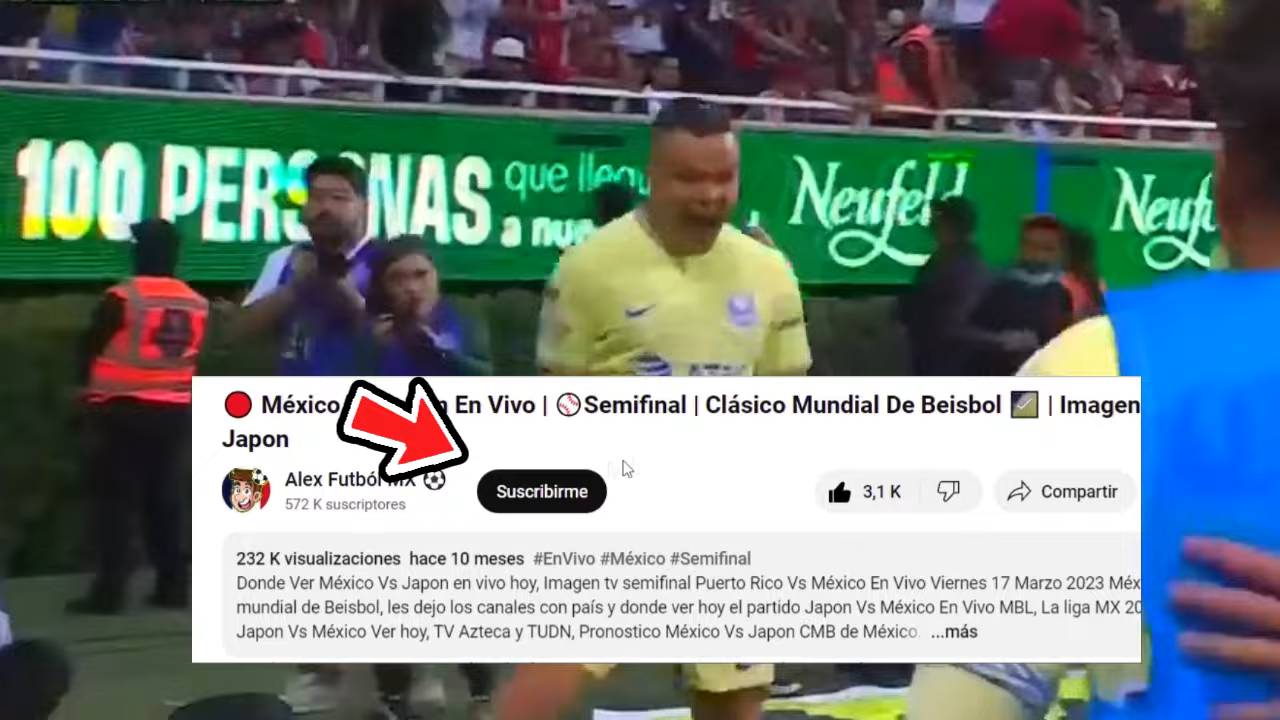 100 PERSONAS que
a
Neufeld
México En Vivo | Semifinal | Clásico Mundial De Beisbol | Imagen
Japon
Alex Futból MX
572 K suscriptores
Suscribirme
3,1 K
Compartir
232 K visualizaciones hace 10 meses #EnVivo #México #Semifinal
Donde Ver México Vs Japon en vivo hoy, Imagen tv semifinal Puerto Rico Vs México En Vivo Viernes 17 Marzo 2023 Méx
mundial de Beisbol, les dejo los canales con país y donde ver hoy el partido Japon Vs México En Vivo MBL, La liga MX 20
Japon Vs México Ver hoy, TV Azteca y TUDN, Pronostico México Vs Japon CMB de México. ...más